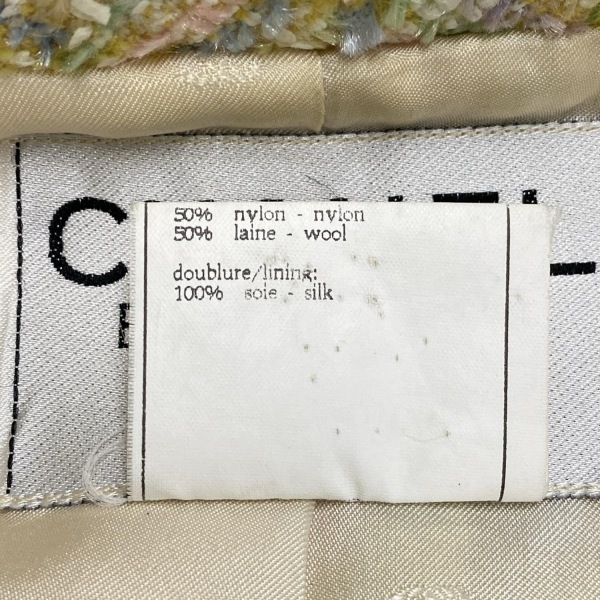 50% nylon - nylon
50% laine - wool
doublure/lining:
100% soie - silk